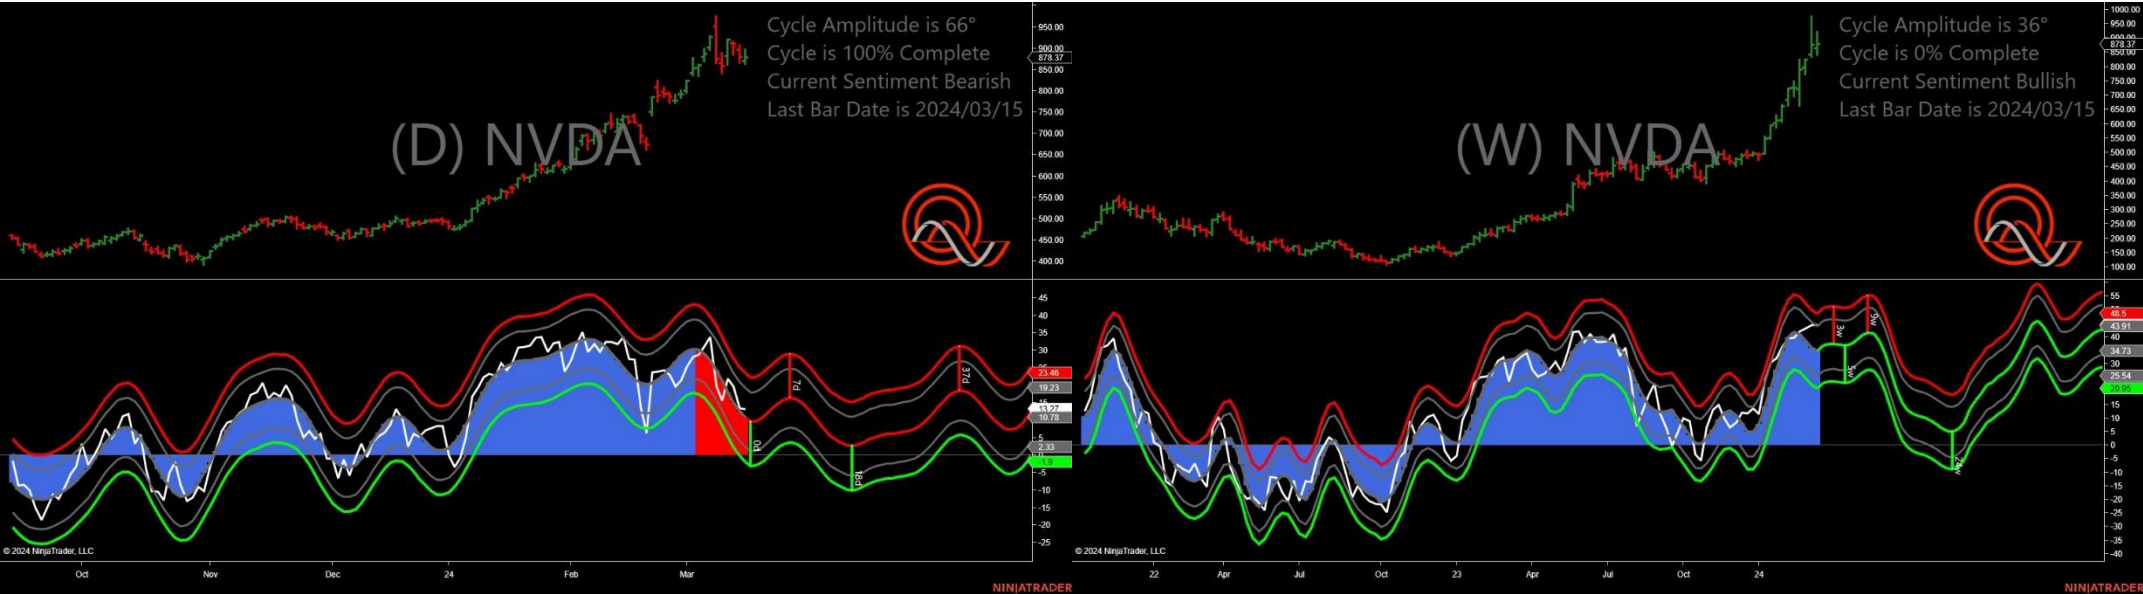 Cycle Amplitude is 66°
Cycle is 100% Complete
Current Sentiment Bearish
Last Bar Date is 2024/03/15
(D) NVDA
950.00
900.00
878.37
850.00
800.00
750.00
700.00
650.00
600.00
550.00
500.00
450.00
400.00
45
40
35
30
23.46
19.23
15
13.27
10.78
5
2.33
-1.9
-5
-10
-15
-20
-25
7d
37d
0d
18d
© 2024 NinjaTrader, LLC
Oct
Nov
Dec
24
Feb
Mar
NINJATRADER
Cycle Amplitude is 36°
Cycle is 0% Complete
Current Sentiment Bullish
Last Bar Date is 2024/03/15
(W) NVDA
1000.00
950.00
878.37
850.00
800.00
750.00
700.00
650.00
600.00
550.00
500.00
450.00
400.00
350.00
300.00
250.00
200.00
150.00
100.00
55
48.5
43.91
40
34.73
30
25.54
20.95
15
10
5
0
-5
-10
-15
-20
-25
-30
-35
-40
3w
9w
5w
24w
© 2024 NinjaTrader, LLC
22
Apr
Jul
Oct
23
Apr
Jul
Oct
24
NINJATRADER